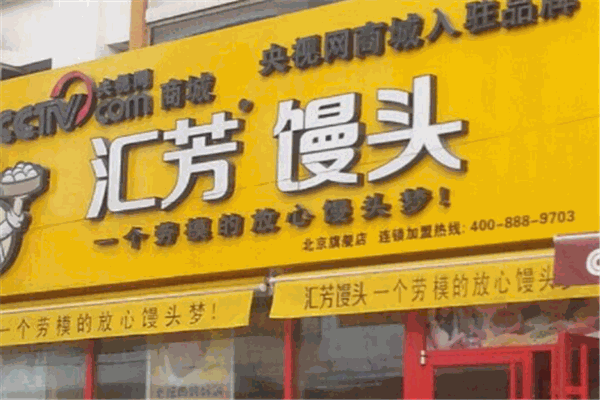 CCTV 央视网 com 商城 央视网商城入驻品牌
汇芳 馒头
一个劳模的放心馒头梦!
北京旗舰店 连锁加盟热线: 400-888-9703
一个劳模的放心馒头梦!
汇芳馒头 一个劳模的放心馒头梦